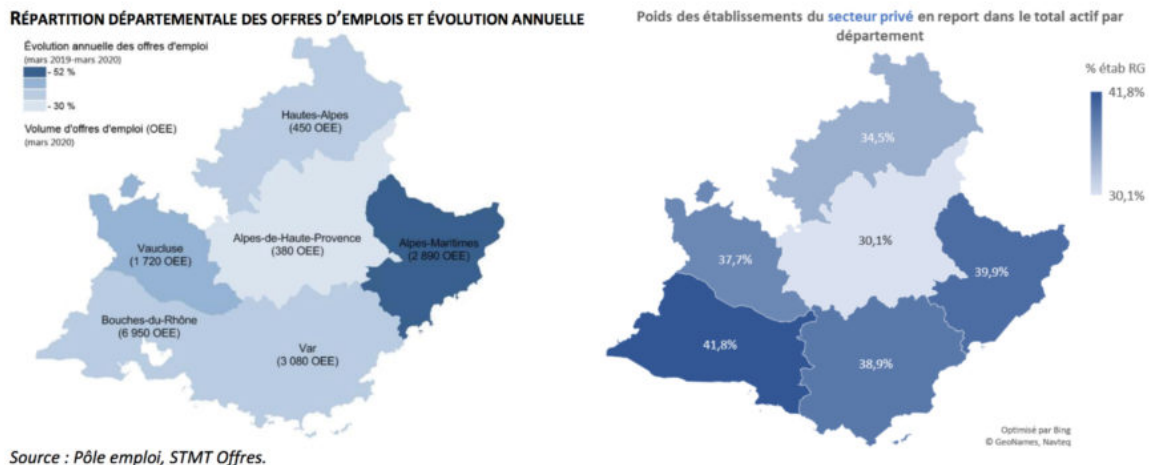 RÉPARTITION DÉPARTEMENTALE DES OFFRES D'EMPLOIS ET ÉVOLUTION ANNUELLE
Évolution annuelle des offres d'emploi
(mars 2019-mars 2020)
- 52 %
- 30 %
Volume d'offres d'emploi (OEE)
(mars 2020)
Hautes-Alpes
(450 OEE)
Vaucluse
(1 720 OEE)
Alpes-de-Haute-Provence
(380 OEE)
Alpes-Maritimes
(2 890 OEE)
Bouches-du-Rhône
(6 950 OEE)
Var
(3 080 OEE)
Source : Pôle emploi, STMT Offres.
Poids des établissements du secteur privé en report dans le total actif par
département
% étab RG
41,8%
30,1%
34,5%
30,1%
37,7%
39,9%
41,8%
38,9%
Optimisé par Bing
© GeoNames, Navteq